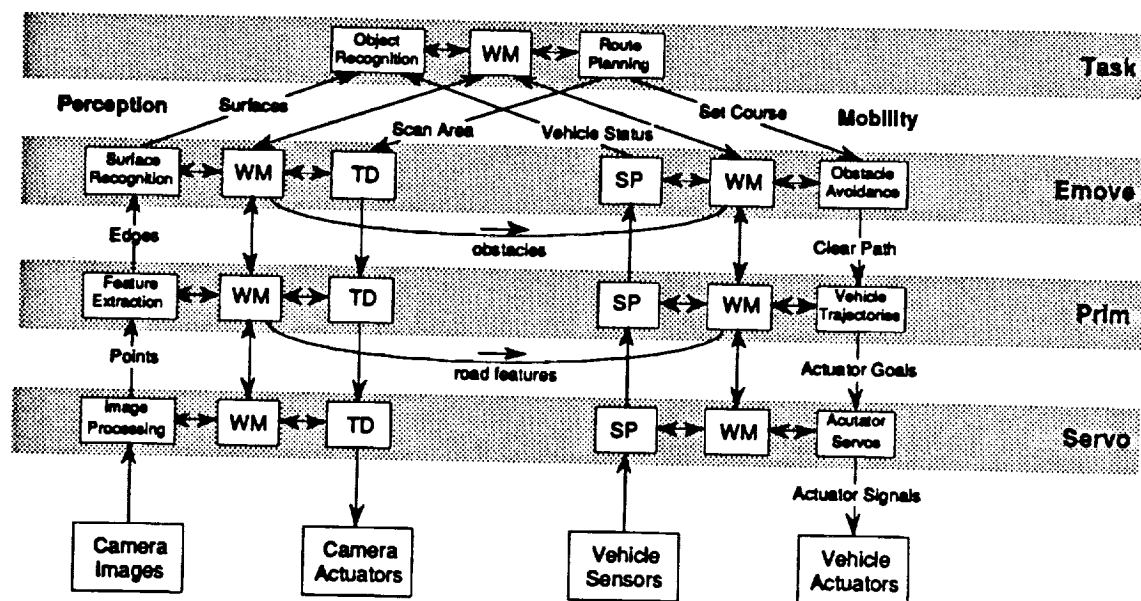 Object
Recognition
WM
Route
Planning
Task
Perception
Surfaces
Scan Area
Vehicle Status
Set Course
Mobility
Surface
Recognition
WM
TD
SP
WM
Obstacle
Avoidance
Emove
Edges
obstacies
Clear Path
Feature
Extraction
WM
TD
SP
WM
Vehicle
Trajectories
Prim
Points
road features
Actuator Goals
Image
Processing
WM
TD
SP
WM
Acutator
Servos
Servo
Actuator Signals
Camera
Images
Camera
Actuators
Vehicle
Sensors
Vehicle
Actuators